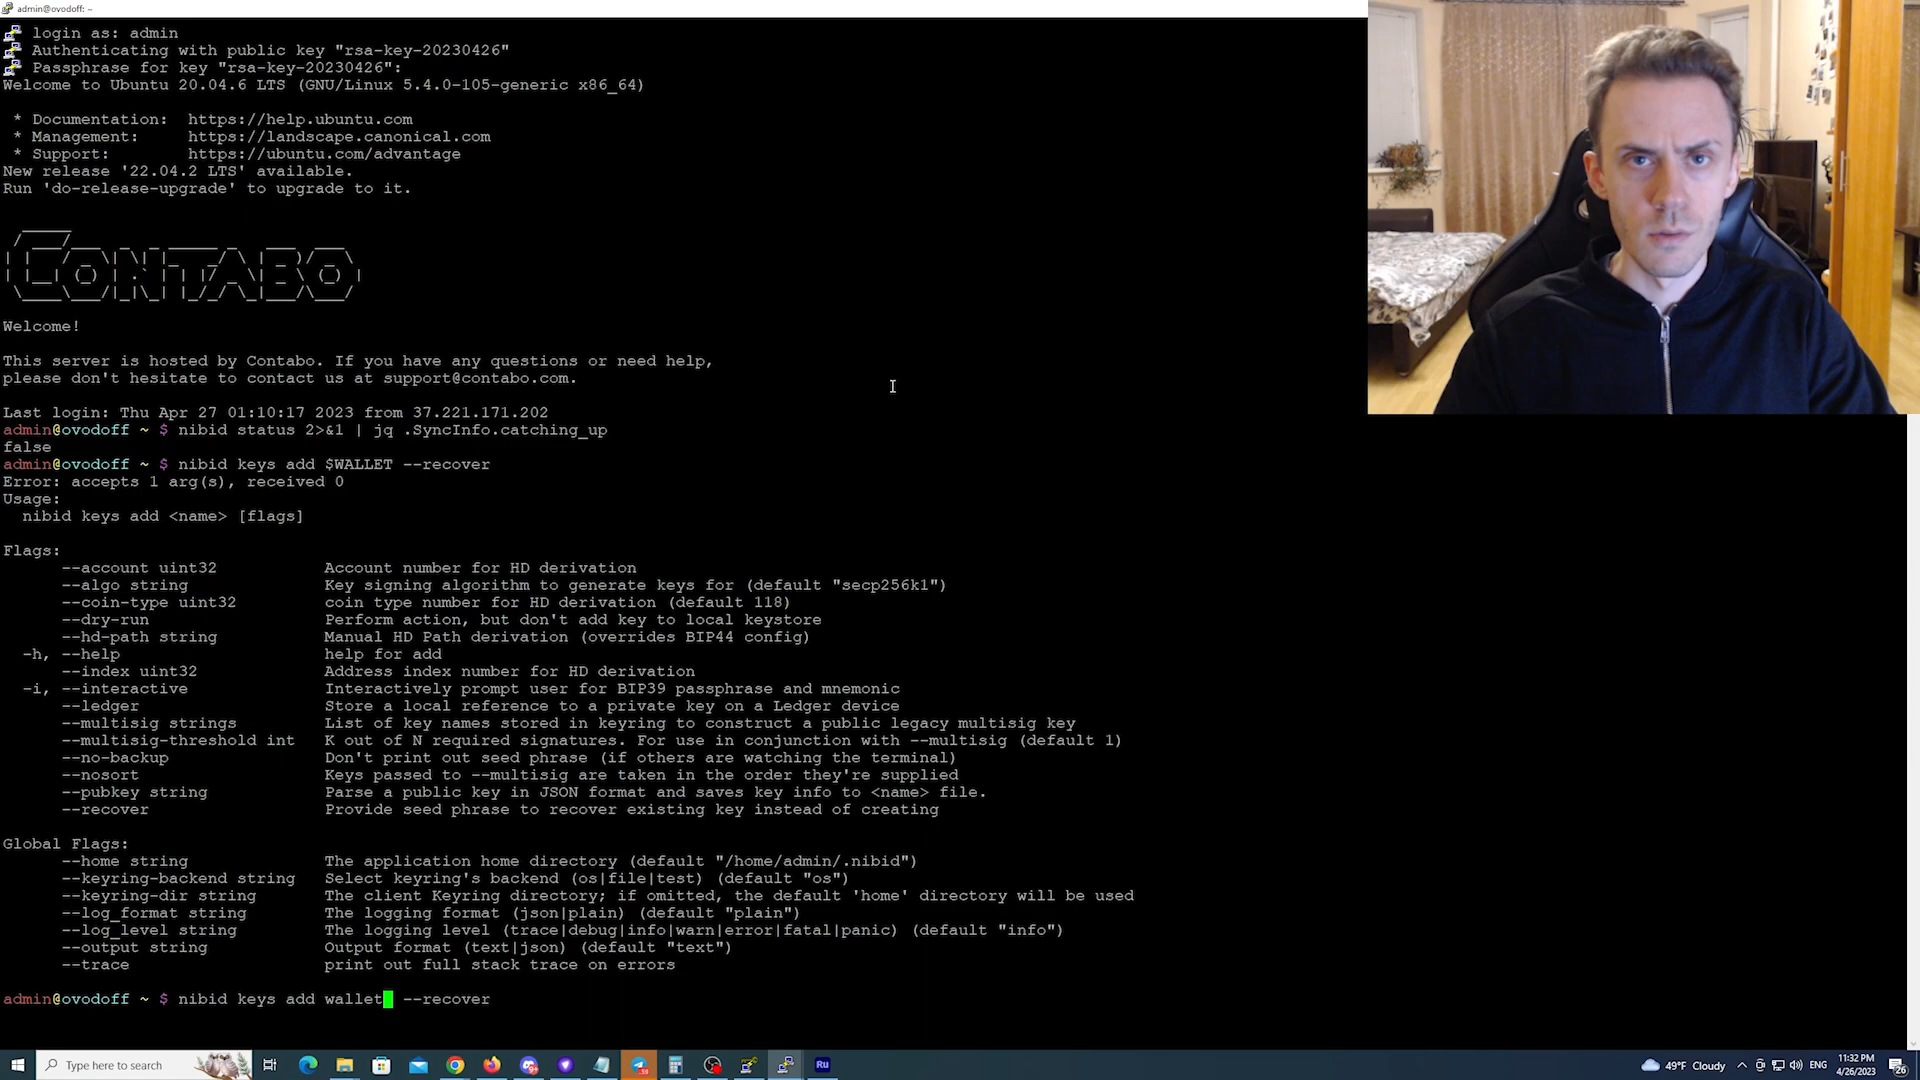 admin@ovodoff: ~
login as: admin
Authenticating with public key "rsa-key-20230426"
Passphrase for key "rsa-key-20230426":
Welcome to Ubuntu 20.04.6 LTS (GNU/Linux 5.4.0-105-generic x86_64)
* Documentation:  https://help.ubuntu.com
* Management:     https://landscape.canonical.com
* Support:        https://ubuntu.com/advantage
New release '22.04.2 LTS' available.
Run 'do-release-upgrade' to upgrade to it.
CONTABO
Welcome!
This server is hosted by Contabo. If you have any questions or need help,
please don't hesitate to contact us at support@contabo.com.
Last login: Thu Apr 27 01:10:17 2023 from 37.221.171.202
admin@ovodoff ~ $ nibid status 2>&1 | jq .SyncInfo.catching_up
false
admin@ovodoff ~ $ nibid keys add $WALLET --recover
Error: accepts 1 arg(s), received 0
Usage:
nibid keys add <name> [flags]
Flags:
--account uint32           Account number for HD derivation
--algo string              Key signing algorithm to generate keys for (default "secp256k1")
--coin-type uint32         coin type number for HD derivation (default 118)
--dry-run                  Perform action, but don't add key to local keystore
--hd-path string           Manual HD Path derivation (overrides BIP44 config)
-h, --help                     help for add
--index uint32             Address index number for HD derivation
-i, --interactive              Interactively prompt user for BIP39 passphrase and mnemonic
--ledger                   Store a local reference to a private key on a Ledger device
--multisig strings         List of key names stored in keyring to construct a public legacy multisig key
--multisig-threshold int   K out of N required signatures. For use in conjunction with --multisig (default 1)
--no-backup                Don't print out seed phrase (if others are watching the terminal)
--nosort                   Keys passed to --multisig are taken in the order they're supplied
--pubkey string            Parse a public key in JSON format and saves key info to <name> file.
--recover                  Provide seed phrase to recover existing key instead of creating
Global Flags:
--home string              The application home directory (default "/home/admin/.nibid")
--keyring-backend string   Select keyring's backend (os|file|test) (default "os")
--keyring-dir string       The client Keyring directory; if omitted, the default 'home' directory will be used
--log_format string        The logging format (json|plain) (default "plain")
--log_level string         The logging level (trace|debug|info|warn|error|fatal|panic) (default "info")
--output string            Output format (text|json) (default "text")
--trace                    print out full stack trace on errors
admin@ovodoff ~ $ nibid keys add wallet --recover
Type here to search
Ru
49°F Cloudy
ENG
11:32 PM
4/26/2023
26